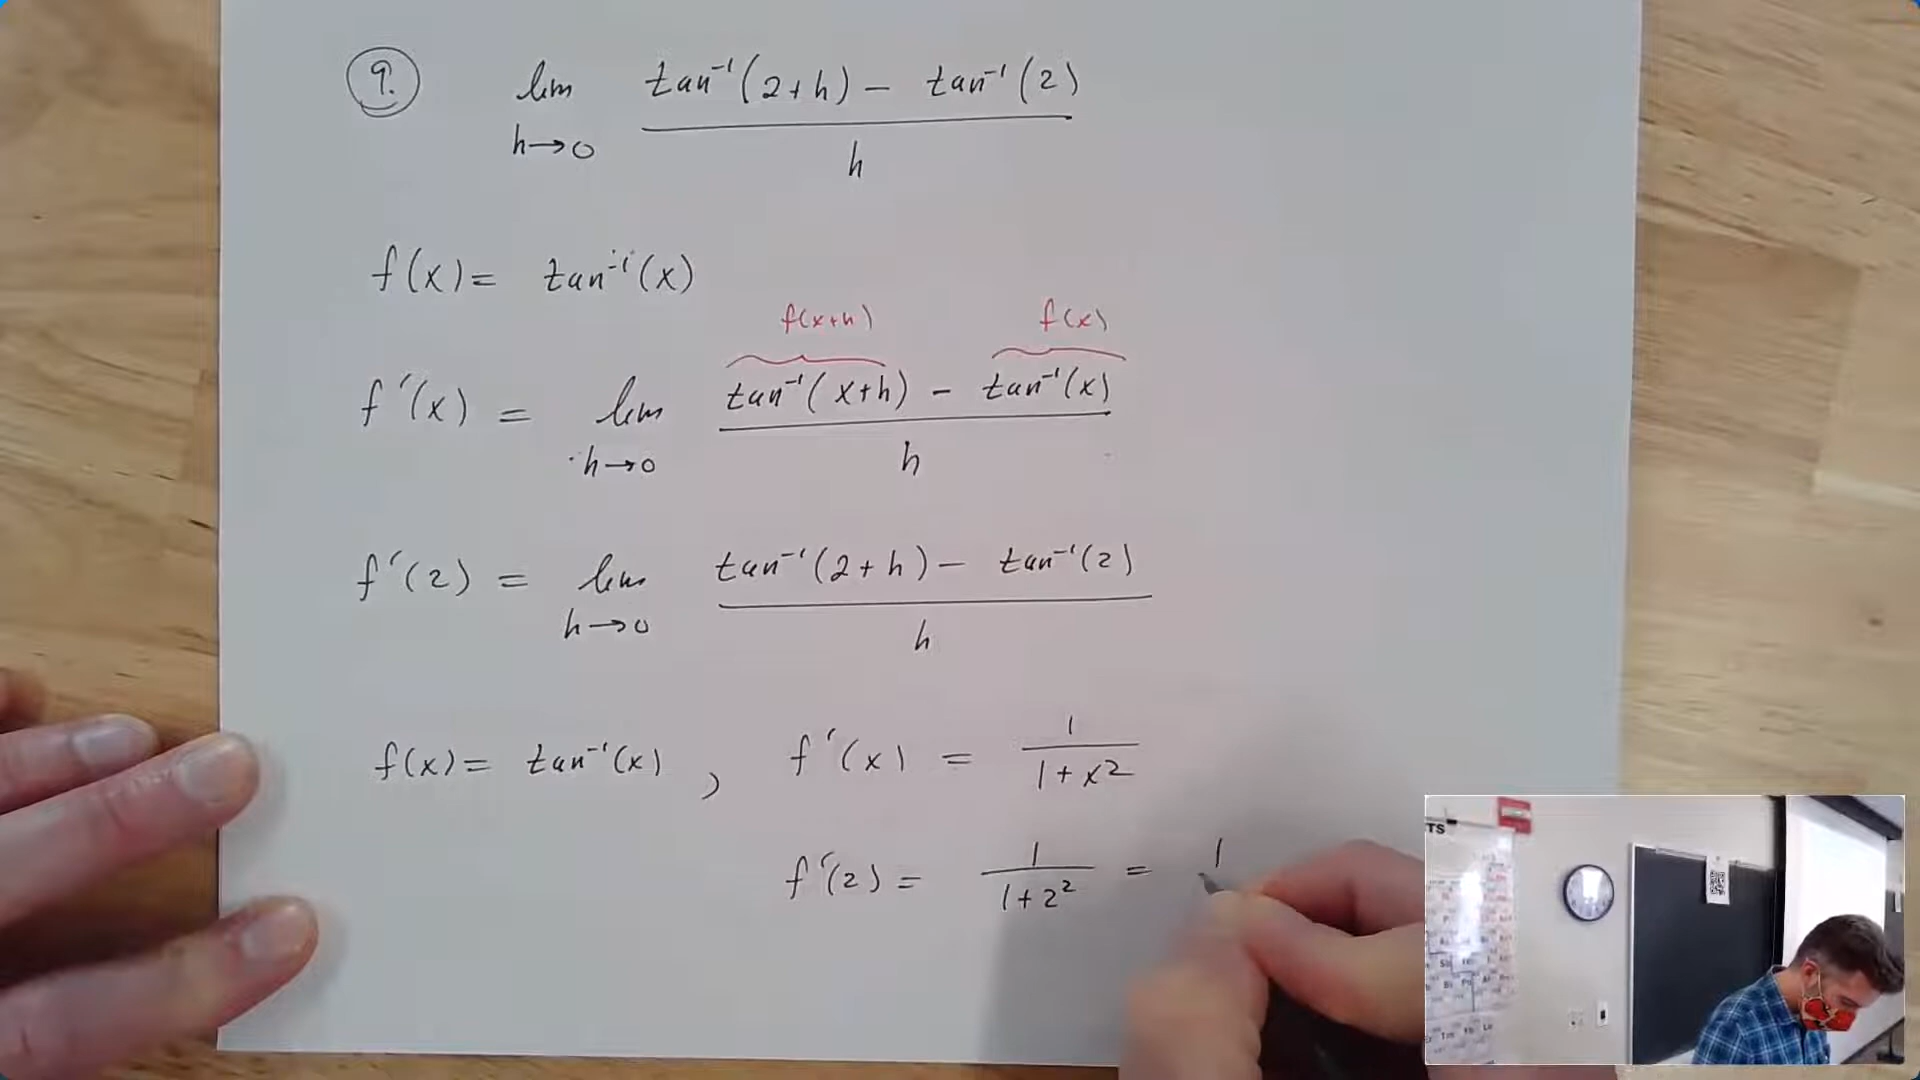 9.
lim h→0 tan⁻¹(2+h) − tan⁻¹(2) / h
f(x) = tan⁻¹(x)
f(x+h) f(x)
f′(x) = lim h→0 tan⁻¹(x+h) − tan⁻¹(x) / h
f′(2) = lim h→0 tan⁻¹(2+h) − tan⁻¹(2) / h
f(x) = tan⁻¹(x) , f′(x) = 1 / 1+x²
f′(2) = 1 / 1+2² = 1
TS